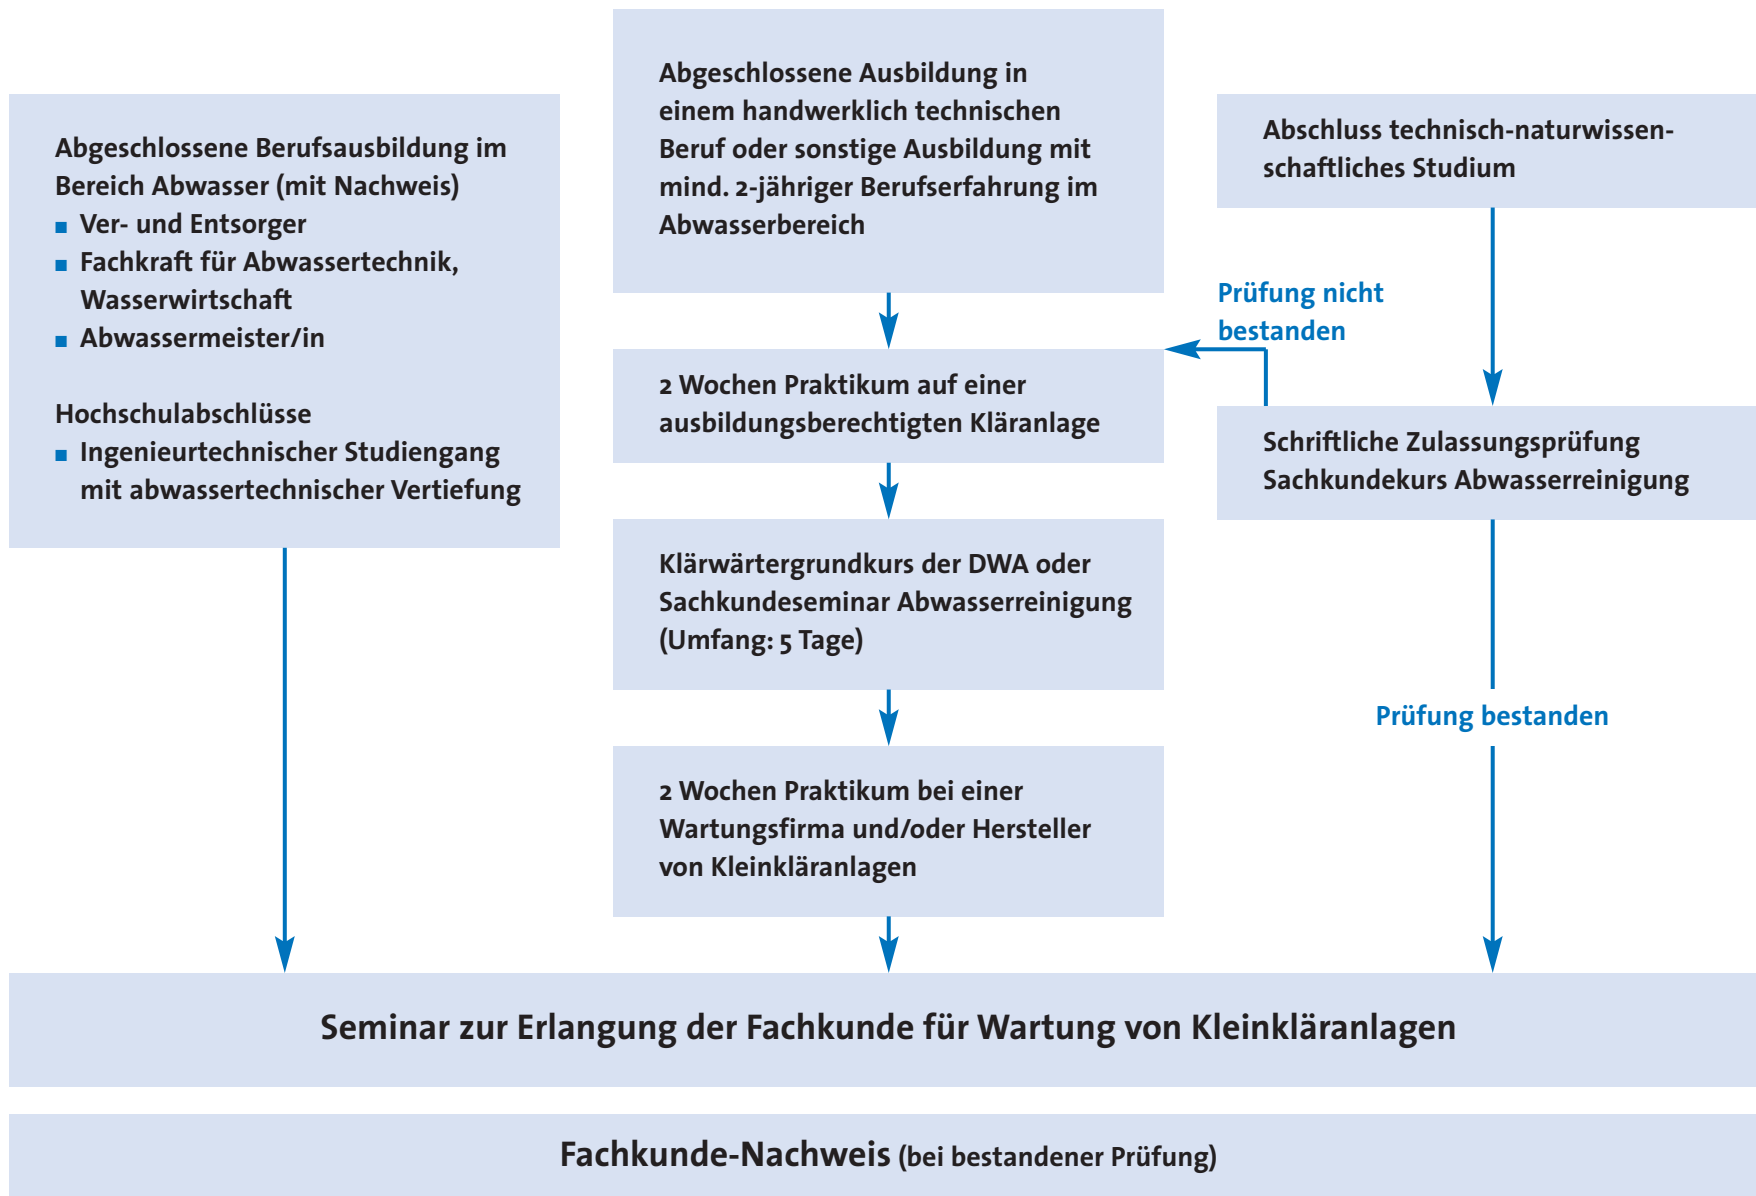 Abgeschlossene Berufsausbildung im
Bereich Abwasser (mit Nachweis)
■ Ver- und Entsorger
■ Fachkraft für Abwassertechnik,
Wasserwirtschaft
■ Abwassermeister/in
Hochschulabschlüsse
■ Ingenieurtechnischer Studiengang
mit abwassertechnischer Vertiefung
Abgeschlossene Ausbildung in
einem handwerklich technischen
Beruf oder sonstige Ausbildung mit
mind. 2-jähriger Berufserfahrung im
Abwasserbereich
2 Wochen Praktikum auf einer
ausbildungsberechtigten Kläranlage
Klärwärtergrundkurs der DWA oder
Sachkundeseminar Abwasserreinigung
(Umfang: 5 Tage)
2 Wochen Praktikum bei einer
Wartungsfirma und/oder Hersteller
von Kleinkläranlagen
Abschluss technisch-naturwissen-
schaftliches Studium
Prüfung nicht
bestanden
Schriftliche Zulassungsprüfung
Sachkundekurs Abwasserreinigung
Prüfung bestanden
Seminar zur Erlangung der Fachkunde für Wartung von Kleinkläranlagen
Fachkunde-Nachweis (bei bestandener Prüfung)